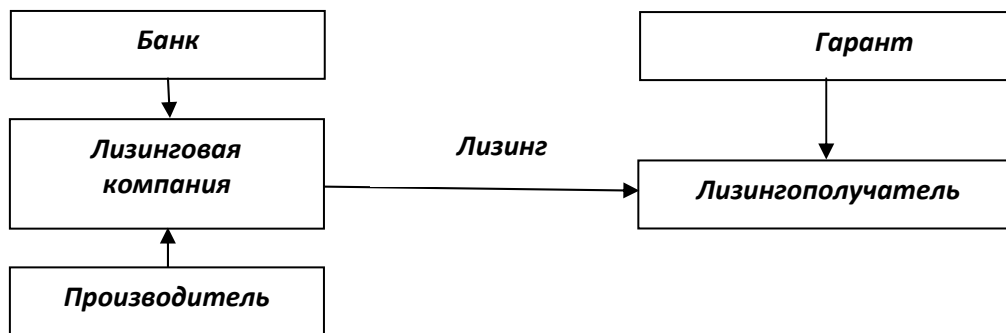 Банк
Гарант
Лизинговая
компания
Лизинг
Лизингополучатель
Производитель